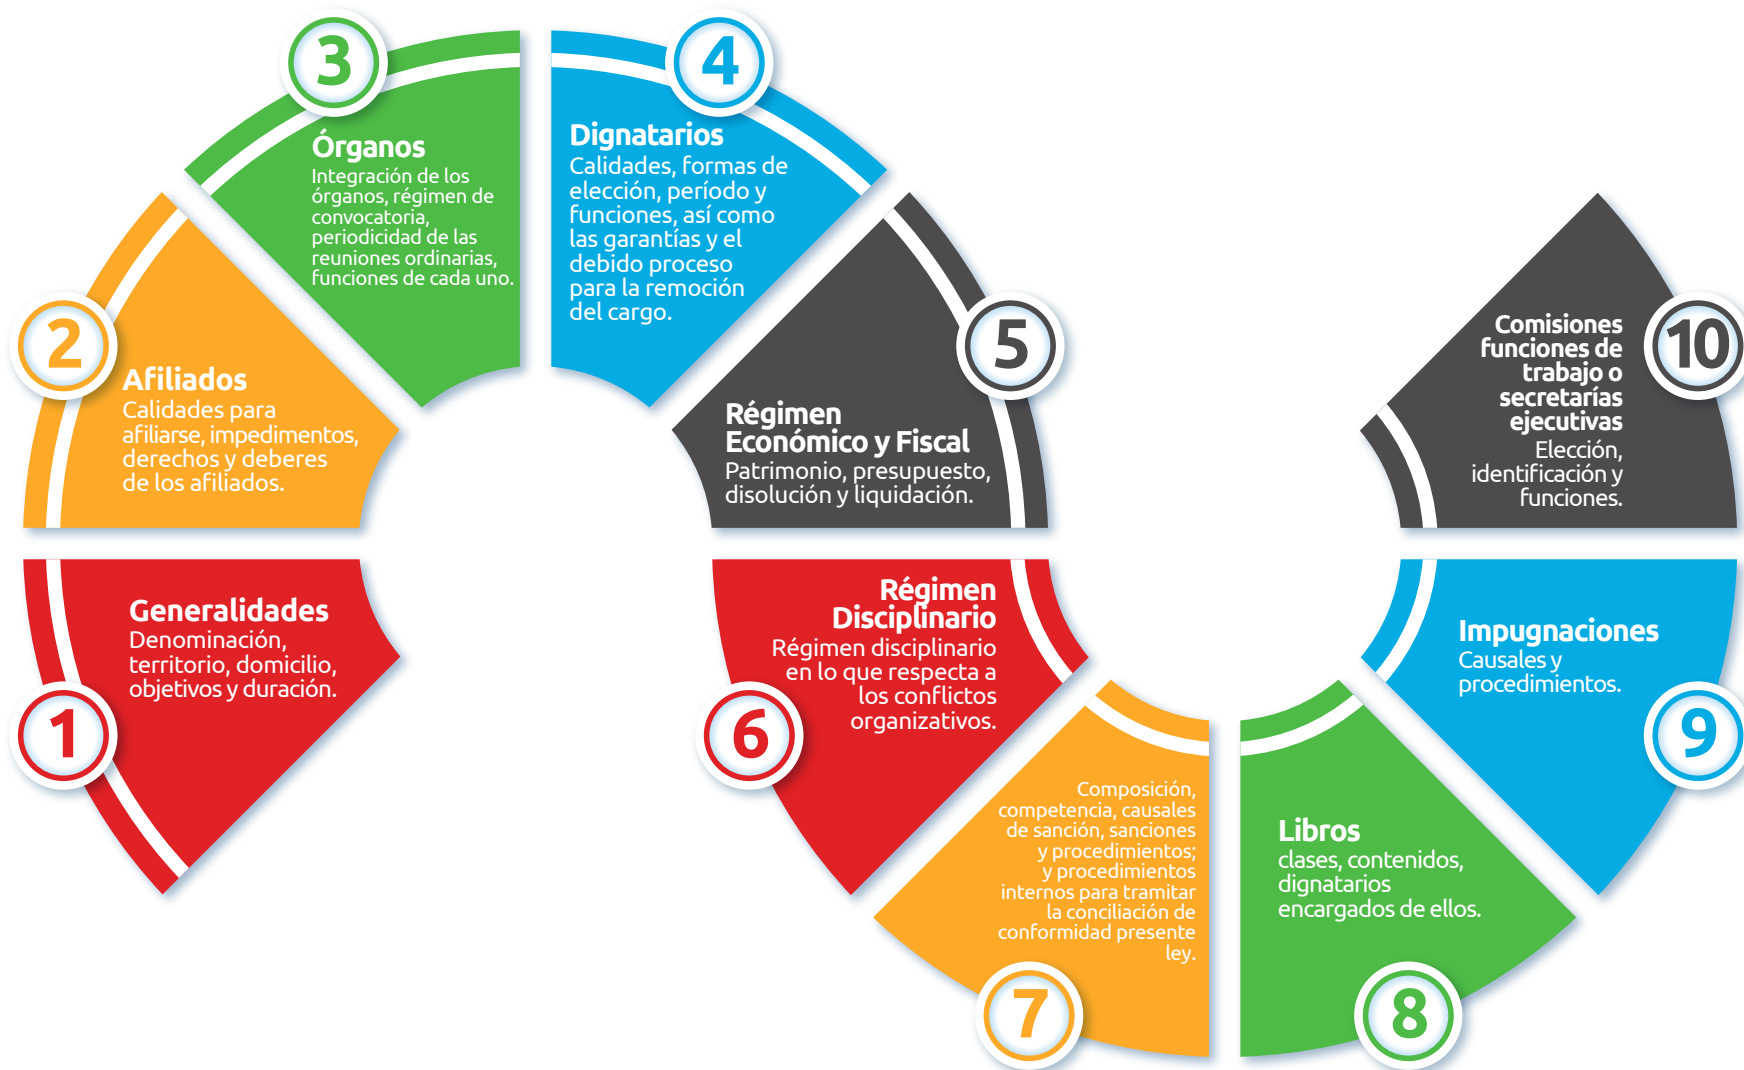 1
Generalidades
Denominación,
territorio, domicilio,
objetivos y duración.
2
Afiliados
Calidades para
afiliarse, impedimentos,
derechos y deberes
de los afiliados.
3
Órganos
Integración de los
órganos, régimen de
convocatoria,
periodicidad de las
reuniones ordinarias,
funciones de cada uno.
4
Dignatarios
Calidades, formas de
elección, período y
funciones, así como
las garantías y el
debido proceso
para la remoción
del cargo.
5
Régimen
Económico y Fiscal
Patrimonio, presupuesto,
disolución y liquidación.
6
Régimen
Disciplinario
Régimen disciplinario
en lo que respecta a
los conflictos
organizativos.
7
Composición,
competencia, causales
de sanción, sanciones
y procedimientos;
y procedimientos
internos para tramitar
la conciliación de
conformidad presente
ley.
8
Libros
clases, contenidos,
dignatarios
encargados de ellos.
9
Impugnaciones
Causales y
procedimientos.
10
Comisiones
funciones de
trabajo o
secretarías
ejecutivas
Elección,
identificación y
funciones.